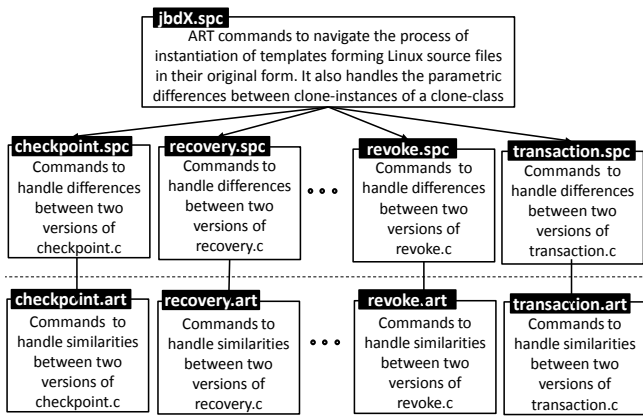 jbdX.spc
ART commands to navigate the process of
instantiation of templates forming Linux source files
in their original form. It also handles the parametric
differences between clone-instances of a clone-class
checkpoint.spc
Commands to
handle differences
between two
versions of
checkpoint.c
recovery.spc
Commands to
handle differences
between two
versions of
recovery.c
revoke.spc
Commands to
handle differences
between two
versions of
revoke.c
transaction.spc
Commands to
handle differences
between two
versions of
transaction.c
checkpoint.art
Commands to
handle similarities
between two
versions of
checkpoint.c
recovery.art
Commands to
handle similarities
between two
versions of
recovery.c
revoke.art
Commands to
handle similarities
between two
versions of
revoke.c
transaction.art
Commands to
handle similarities
between two
versions of
transaction.c